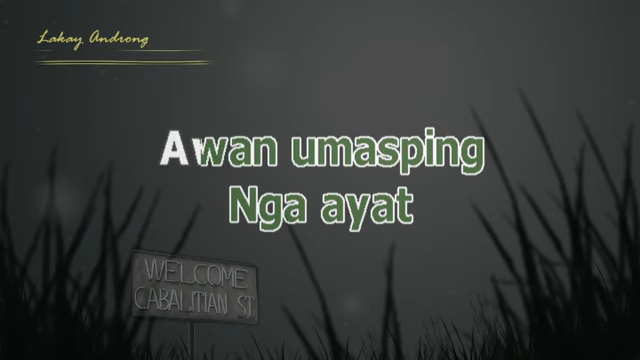 Lakay Androng
Awan umasping
Nga ayat
WELCOME
CABALITIAN ST.